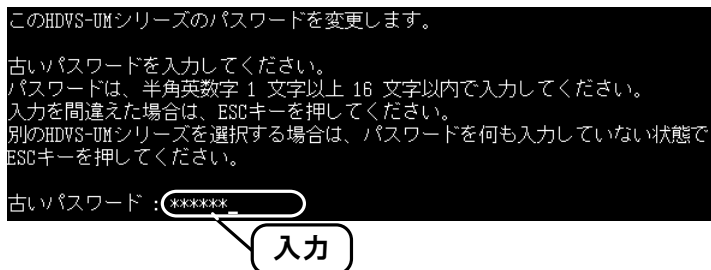 このHDVS-UMシリーズのパスワードを変更します。
古いパスワードを入力してください。
パスワードは、半角英数字 1 文字以上 16 文字以内で入力してください。
入力を間違えた場合は、ESCキーを押してください。
別のHDVS-UMシリーズを選択する場合は、パスワードを何も入力していない状態で
ESCキーを押してください。
古いパスワード :******_
入力